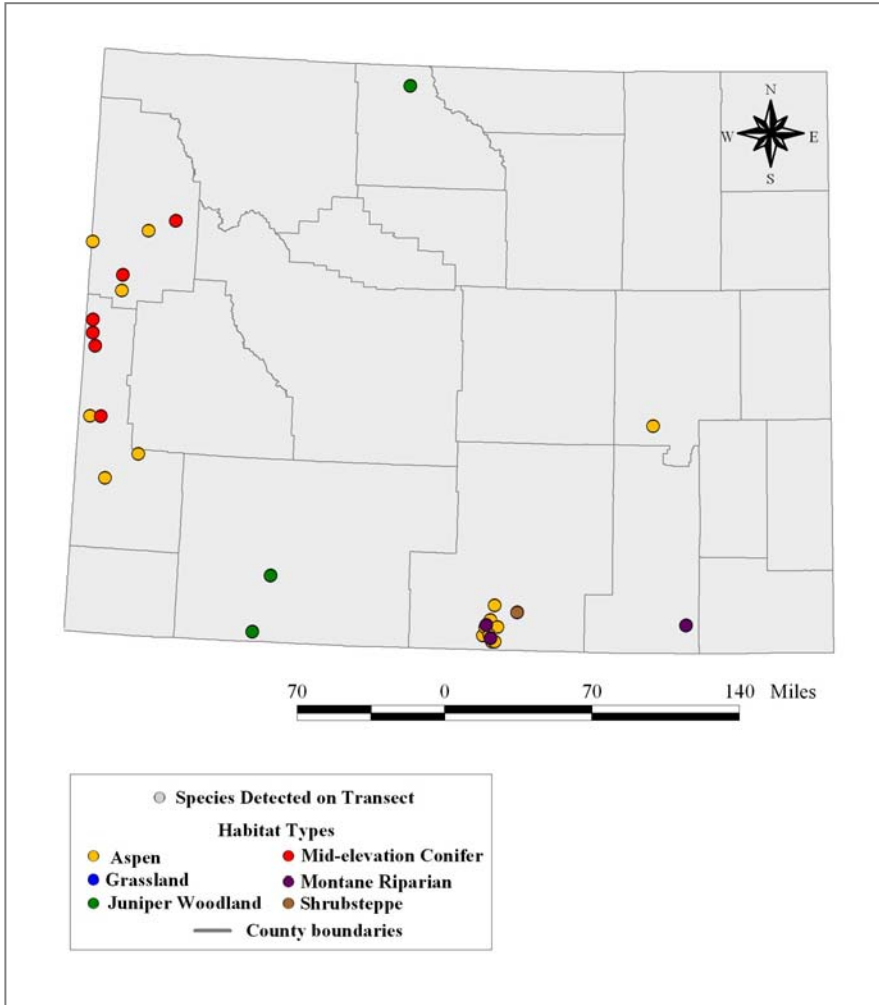 N
W E
S
70 0 70 140 Miles
Species Detected on Transect
Habitat Types
Aspen Mid-elevation Conifer
Grassland Montane Riparian
Juniper Woodland Shrubsteppe
County boundaries